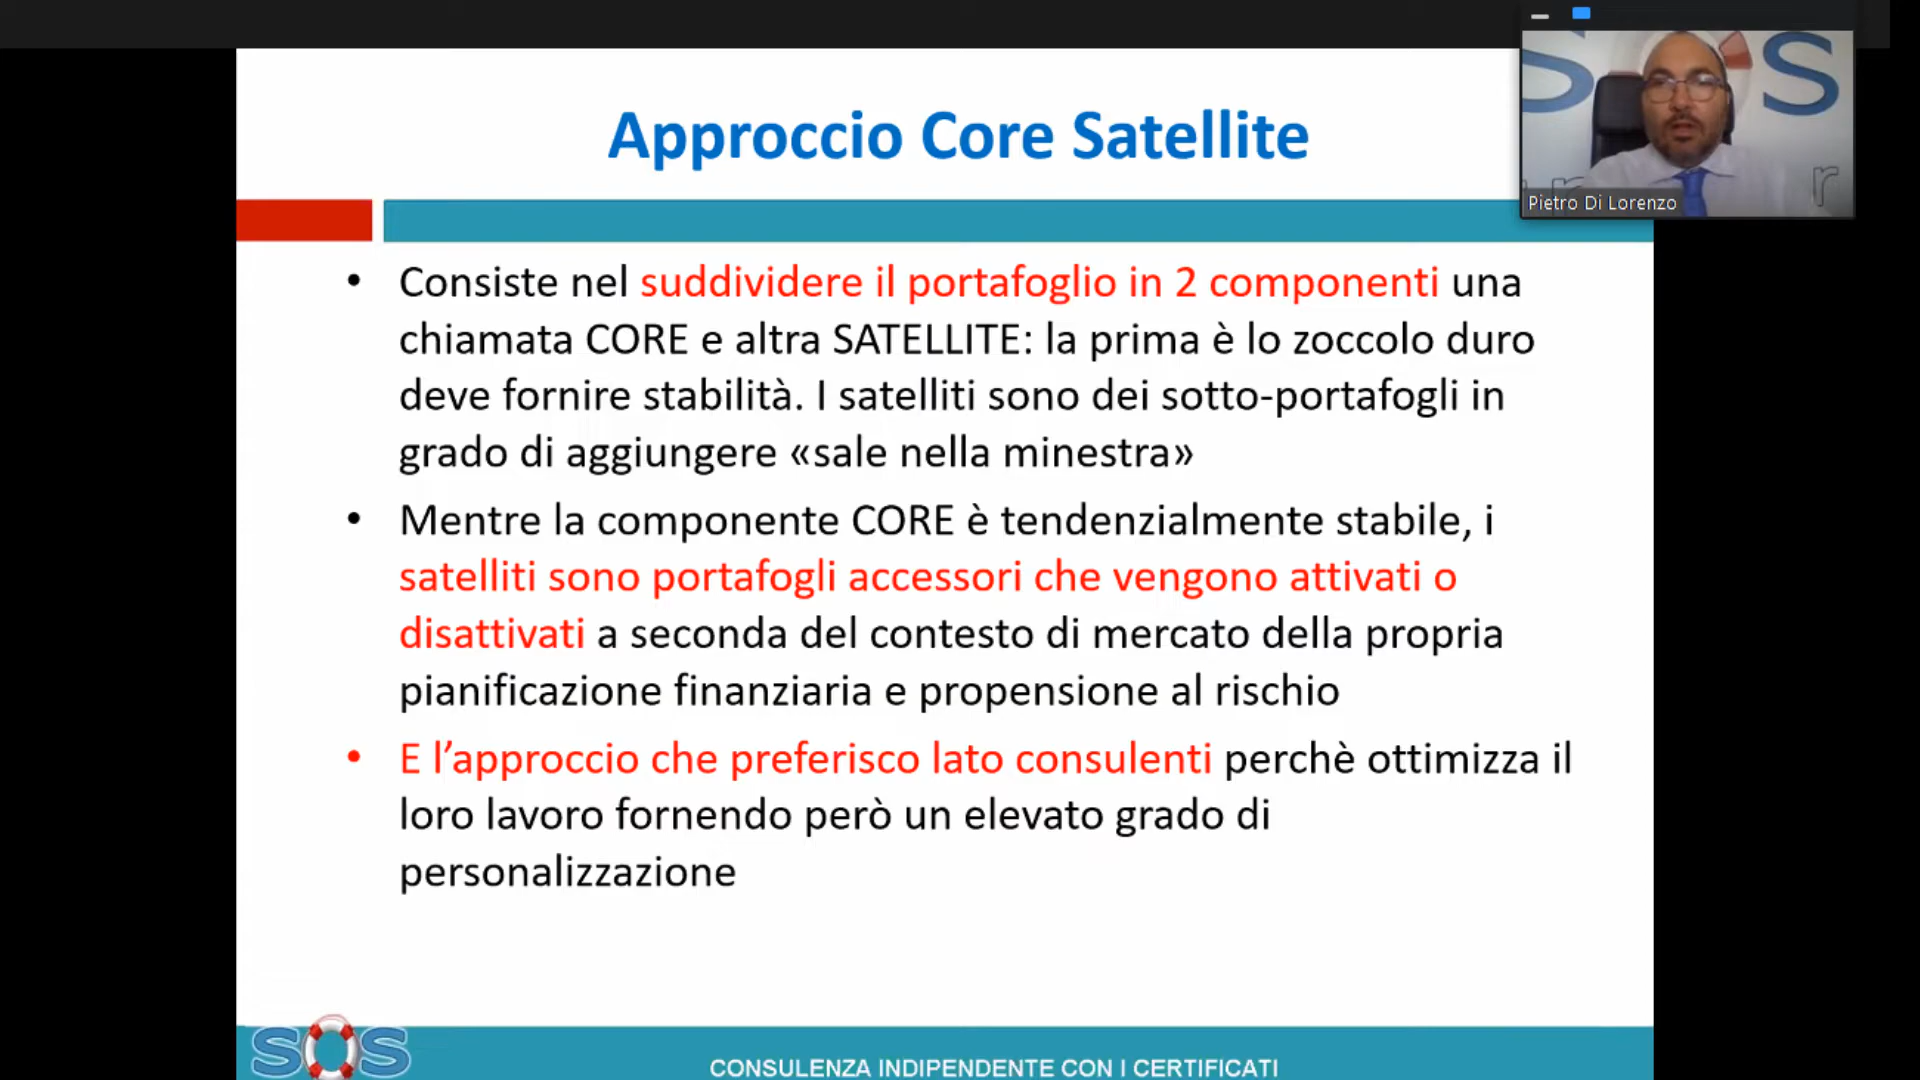 Approccio Core Satellite
SOS
r
Pietro Di Lorenzo
• Consiste nel suddividere il portafoglio in 2 componenti una
chiamata CORE e altra SATELLITE: la prima è lo zoccolo duro
deve fornire stabilità. I satelliti sono dei sotto-portafogli in
grado di aggiungere «sale nella minestra»
• Mentre la componente CORE è tendenzialmente stabile, i
satelliti sono portafogli accessori che vengono attivati o
disattivati a seconda del contesto di mercato della propria
pianificazione finanziaria e propensione al rischio
• E l’approccio che preferisco lato consulenti perchè ottimizza il
loro lavoro fornendo però un elevato grado di
personalizzazione
SOS
CONSULENZA INDIPENDENTE CON I CERTIFICATI